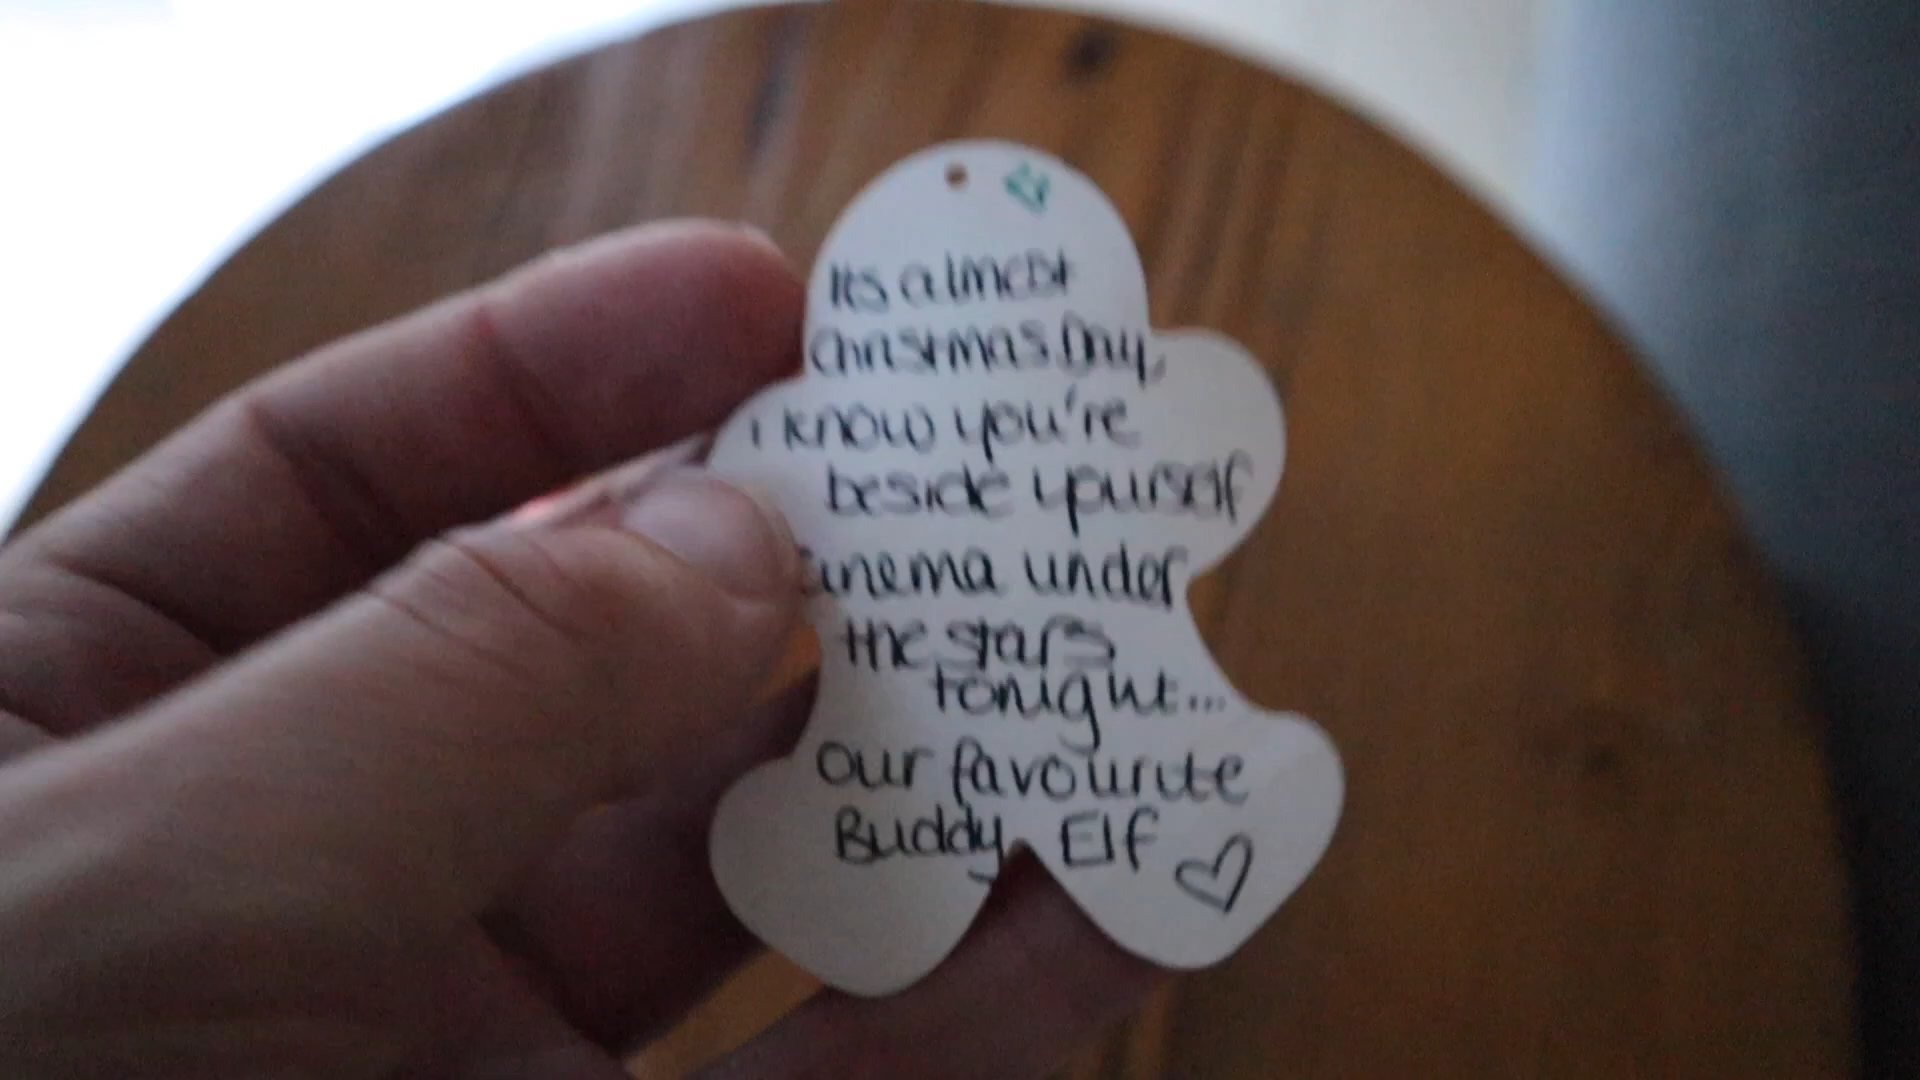 Its almost
Christmas Day,
i know you're
beside yourself
cinema under
the stars
tonight...
our favourite
Buddy Elf